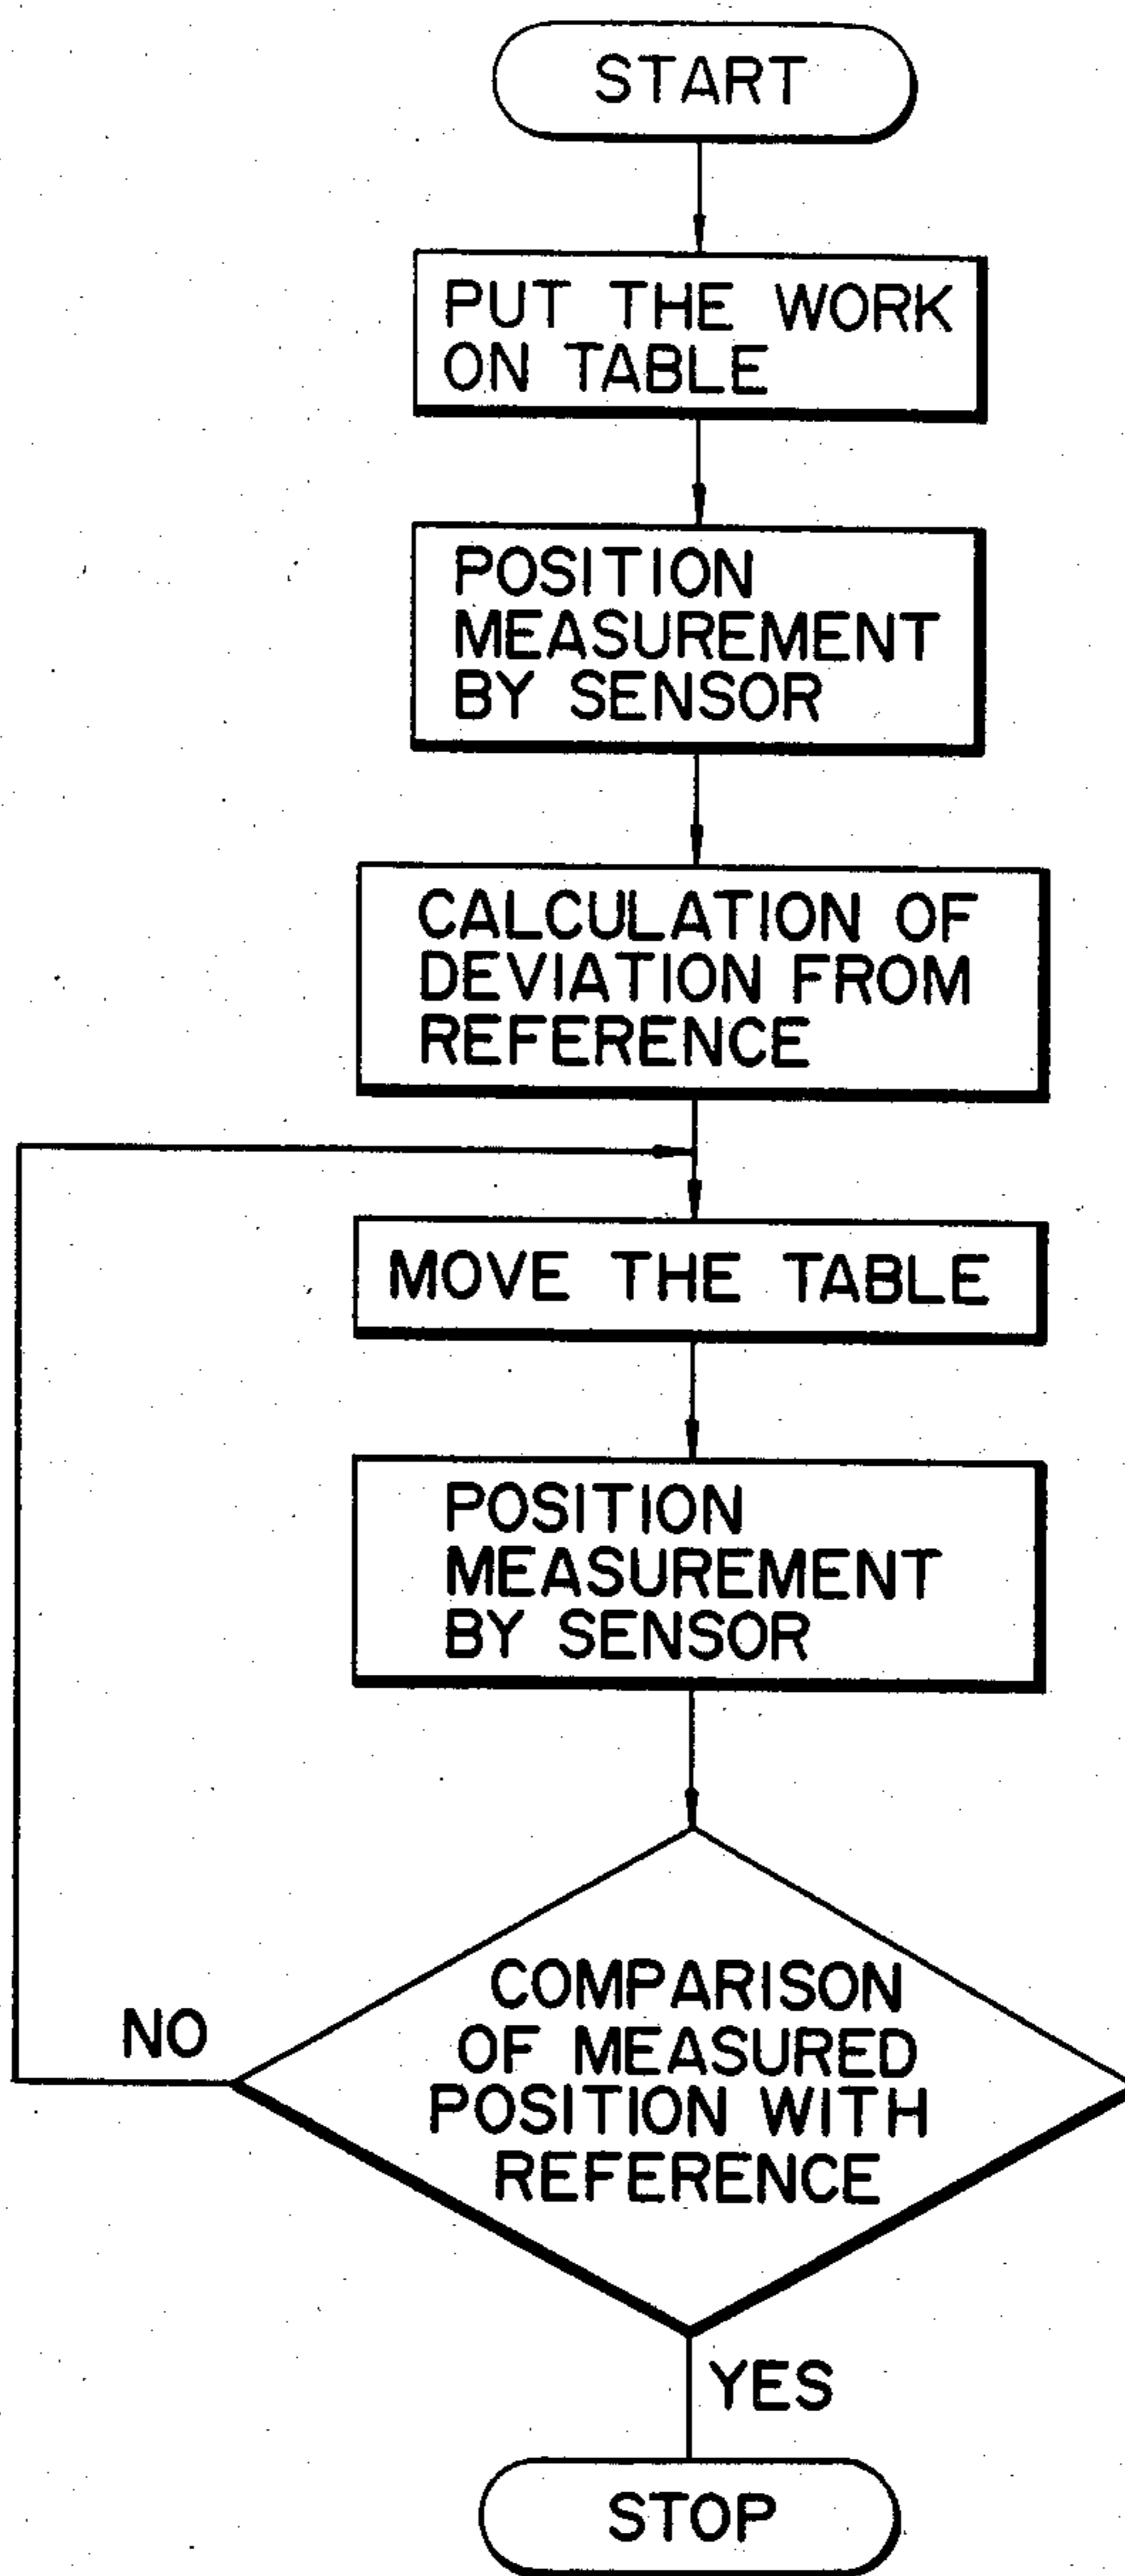 START
PUT THE WORK
ON TABLE
POSITION
MEASUREMENT
BY SENSOR
CALCULATION OF
DEVIATION FROM
REFERENCE
MOVE THE TABLE
POSITION
MEASUREMENT
BY SENSOR
COMPARISON
OF MEASURED
POSITION WITH
REFERENCE
NO
YES
STOP